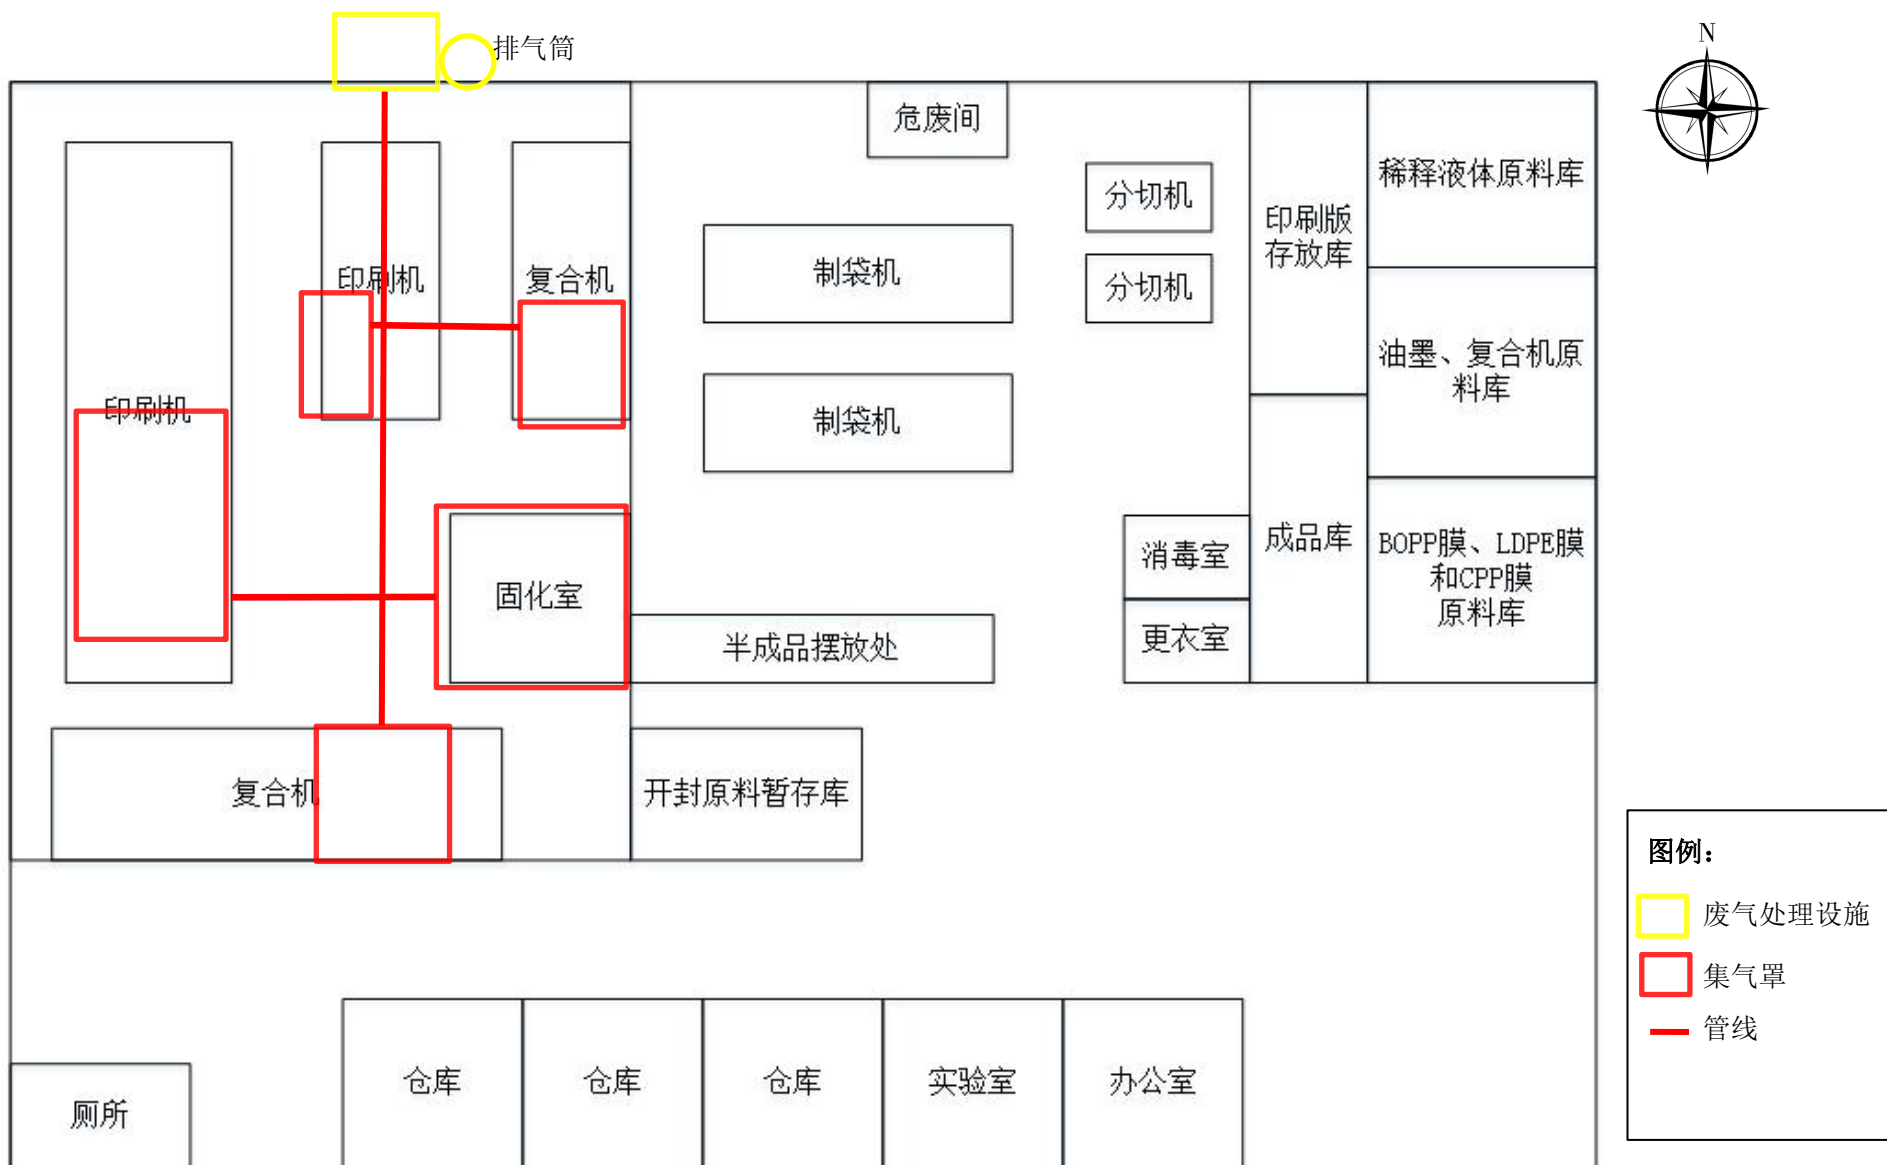 排气筒
N
危废间
稀释液体原料库
分切机
印刷版
存放库
印刷机
复合机
制袋机
分切机
油墨、复合机原
料库
印刷机
制袋机
消毒室
成品库
BOPP膜、LDPE膜
和CPP膜
原料库
固化室
半成品摆放处
更衣室
复合机
开封原料暂存库
图例：
废气处理设施
集气罩
管线
厕所
仓库
仓库
仓库
实验室
办公室